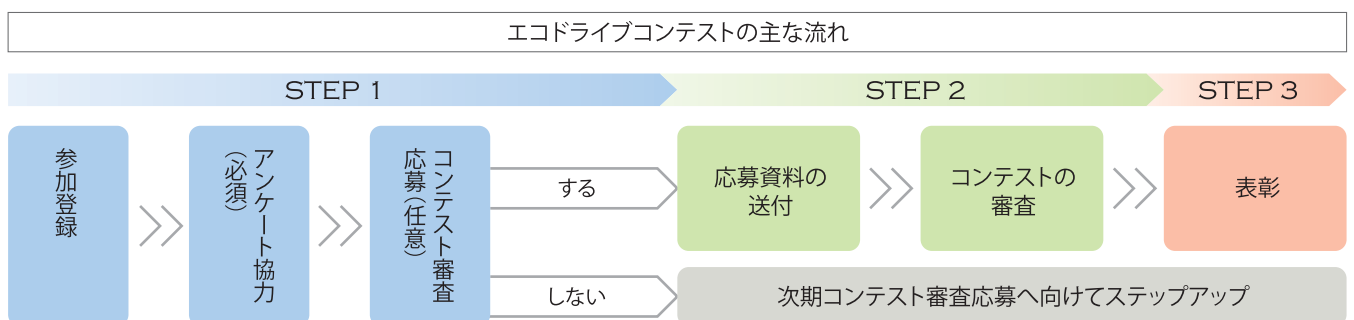 エコドライブコンテストの主な流れ
STEP 1
STEP 2
STEP 3
参加登録
アンケート協力
（必須）
コンテスト審査
応募（任意）
する
しない
応募資料の
送付
コンテストの
審査
表彰
次期コンテスト審査応募へ向けてステップアップ